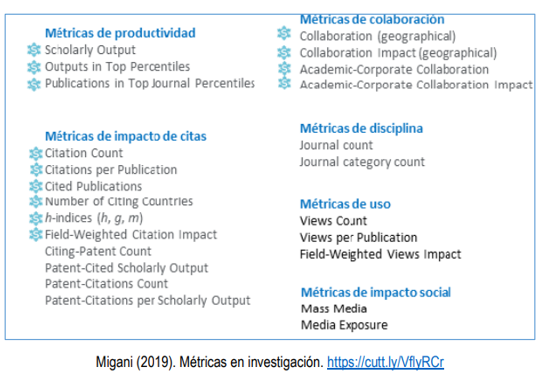 Métricas de productividad
Scholarly Output
Outputs in Top Percentiles
Publications in Top Journal Percentiles
Métricas de impacto de citas
Citation Count
Citations per Publication
Cited Publications
Number of Citing Countries
h-indices (h, g, m)
Field-Weighted Citation Impact
Citing-Patent Count
Patent-Cited Scholarly Output
Patent-Citations Count
Patent-Citations per Scholarly Output
Métricas de colaboración
Collaboration (geographical)
Collaboration Impact (geographical)
Academic-Corporate Collaboration
Academic-Corporate Collaboration Impact
Métricas de disciplina
Journal count
Journal category count
Métricas de uso
Views Count
Views per Publication
Field-Weighted Views Impact
Métricas de impacto social
Mass Media
Media Exposure
Migani (2019). Métricas en investigación. https://cutt.ly/VflyRCr